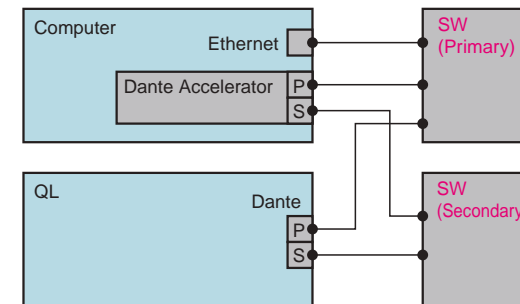 Computer
Ethernet
Dante Accelerator
P
S
SW
(Primary)
QL
Dante
P
S
SW
(Secondary